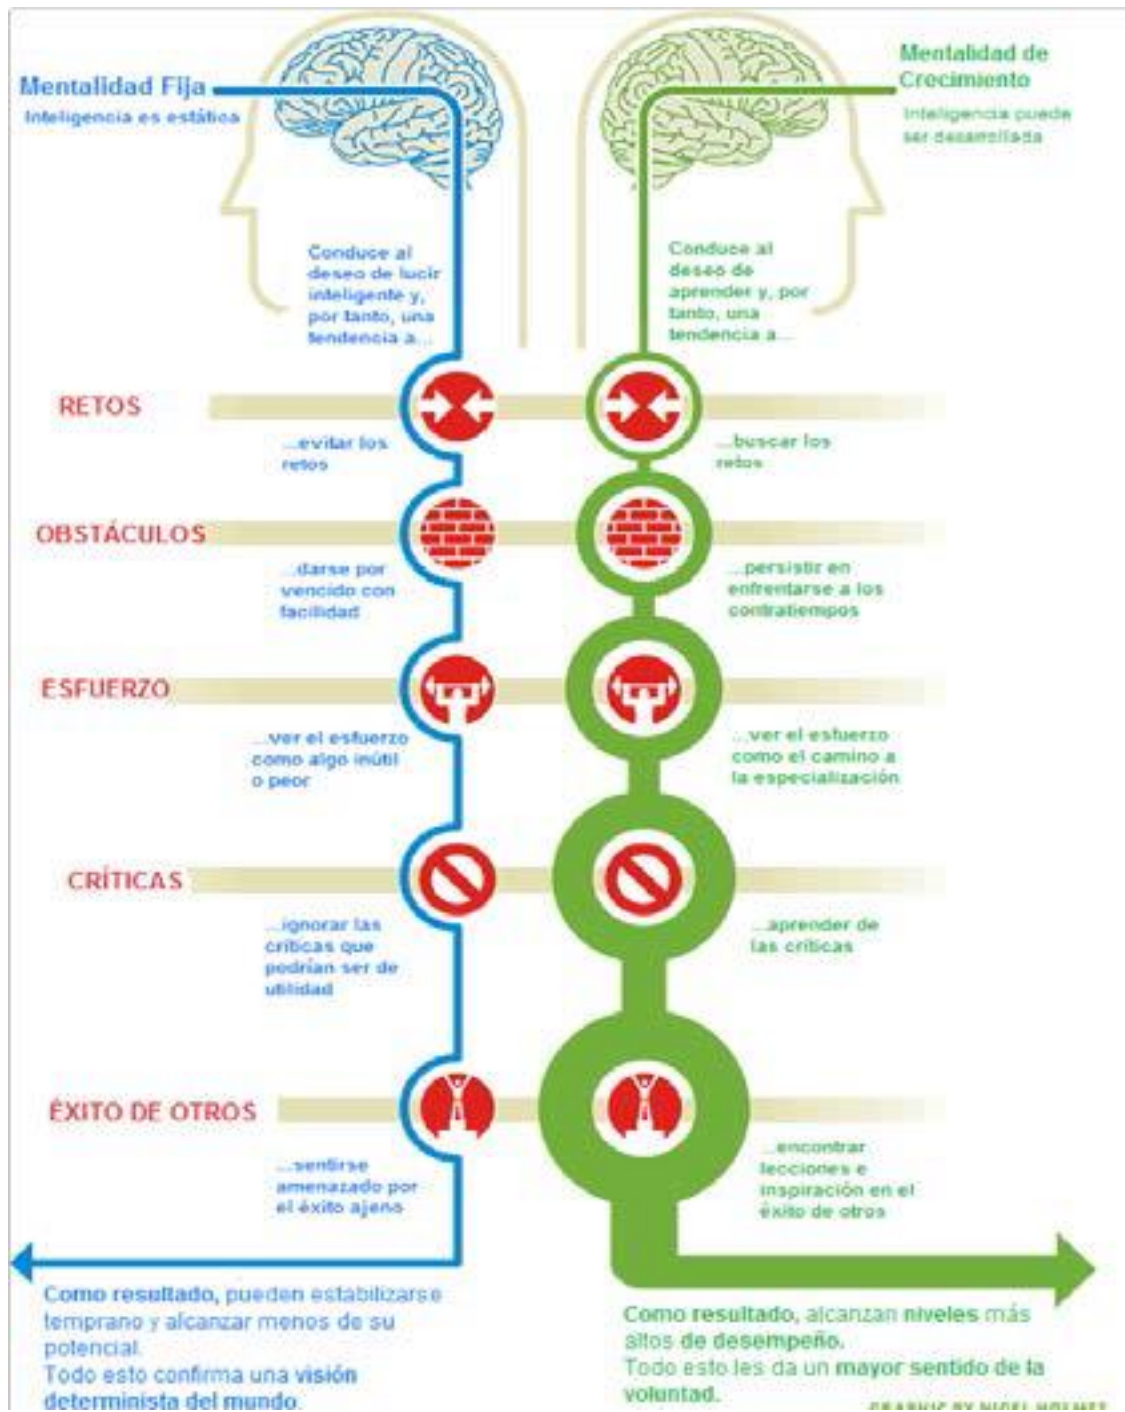 Mentalidad Fija
Inteligencia es estática
Mentalidad de
Crecimiento
Inteligencia puede
ser desarrollada
Conduce al
deseo de lucir
inteligente y,
por tanto, una
tendencia a...
Conduce al
deseo de
aprender y, por
tanto, una
tendencia a...
RETOS
...evitar los
retos
...buscar los
retos
OBSTÁCULOS
...darse por
vencido con
facilidad
...persistir en
enfrentarse a los
contratiempos
ESFUERZO
...ver el esfuerzo
como algo inútil
o peor
...ver el esfuerzo
como el camino a
la especialización
CRÍTICAS
...ignorar las
críticas que
podrían ser de
utilidad
...aprender de
las críticas
ÉXITO DE OTROS
...sentirse
amenazado por
el éxito ajeno
...encontrar
lecciones e
inspiración en el
éxito de otros
Como resultado, pueden estabilizarse
temprano y alcanzar menos de su
potencial.
Todo esto confirma una visión
determinista del mundo.
Como resultado, alcanzan niveles más
altos de desempeño.
Todo esto les da un mayor sentido de la
voluntad.
GRAPHIC BY NIGEL HOLMES